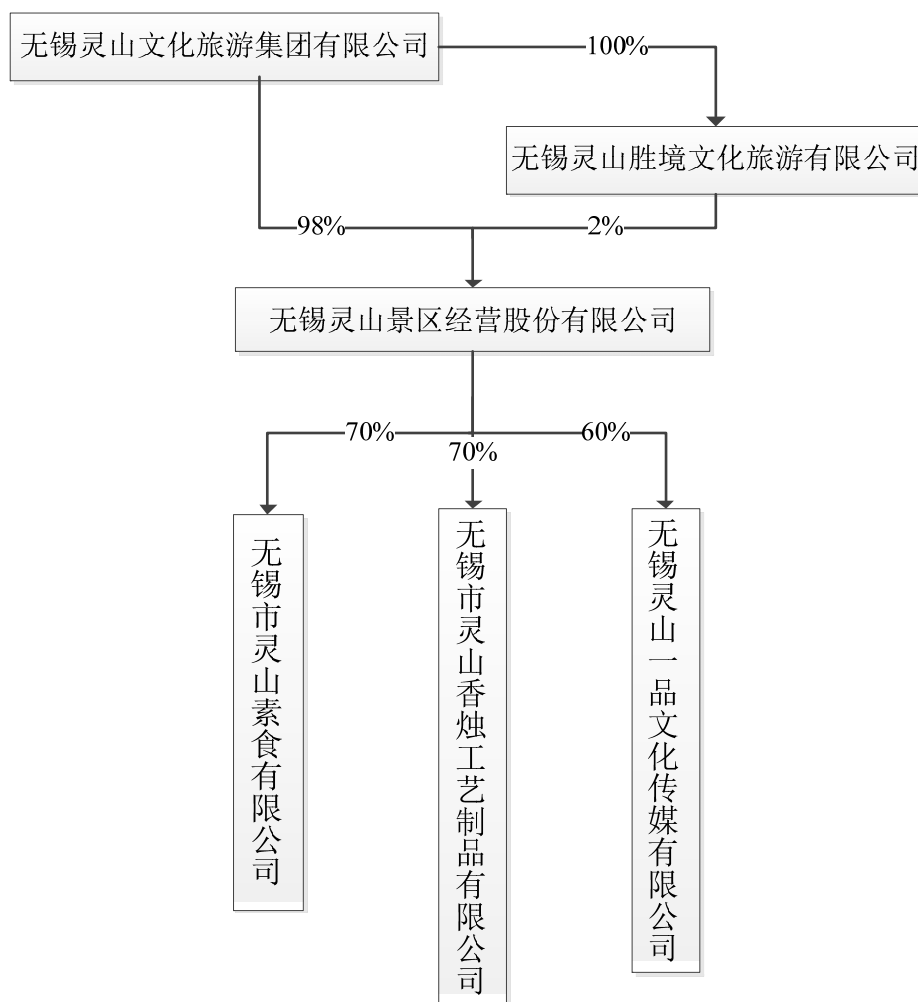 无锡灵山文化旅游集团有限公司
100%
无锡灵山胜境文化旅游有限公司
98%
2%
无锡灵山景区经营股份有限公司
70%
70%
60%
无锡市灵山素食有限公司
无锡市灵山香烛工艺制品有限公司
无锡灵山一品文化传媒有限公司